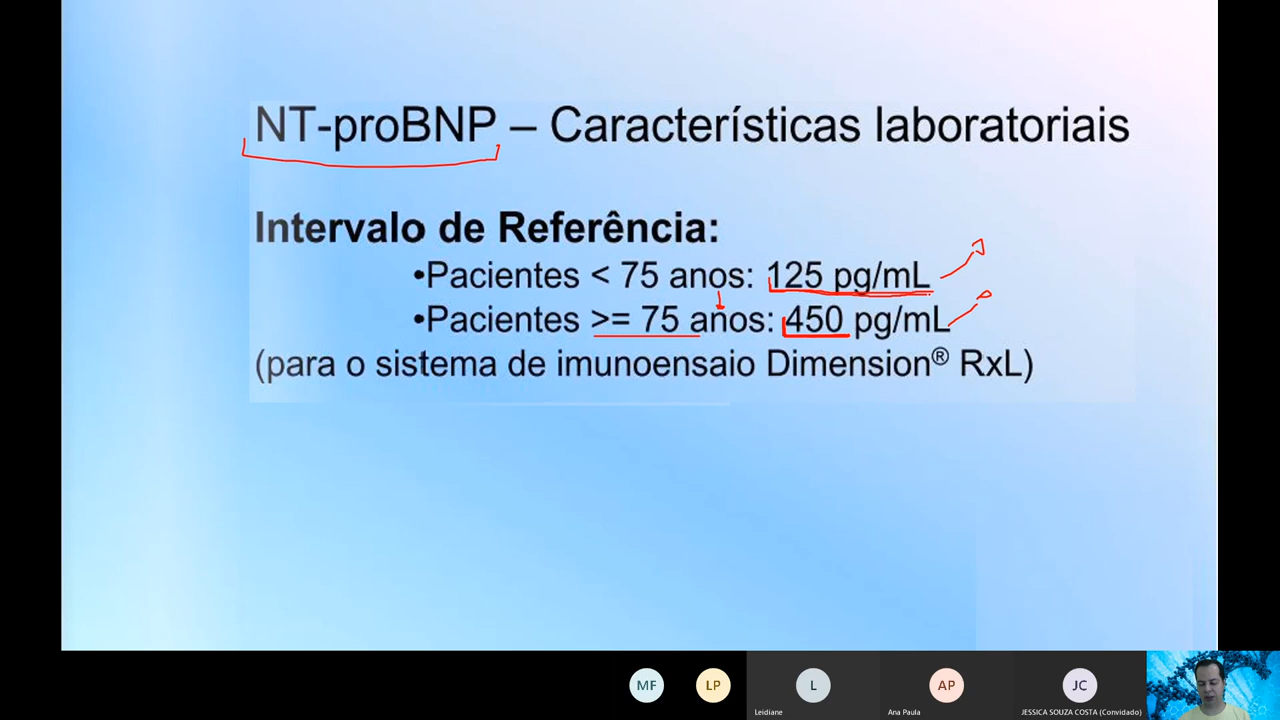 NT-proBNP – Características laboratoriais
Intervalo de Referência:
•Pacientes < 75 anos: 125 pg/mL
•Pacientes >= 75 anos: 450 pg/mL
(para o sistema de imunoensaio Dimension® RxL)
MF
LP
L
AP
JC
Leidiane
Ana Paula
JESSICA SOUZA COSTA (Convidado)